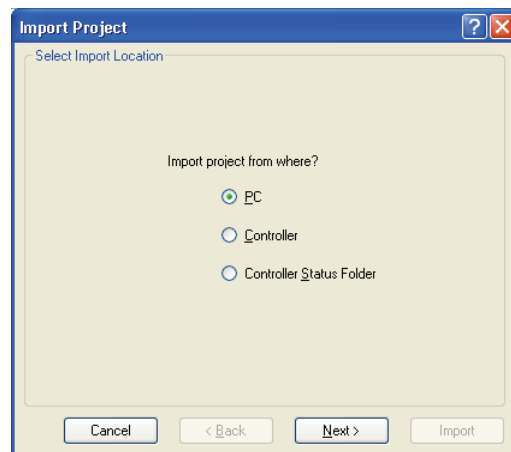 Import Project
Select Import Location
Import project from where?
PC
Controller
Controller Status Folder
Cancel
< Back
Next >
Import